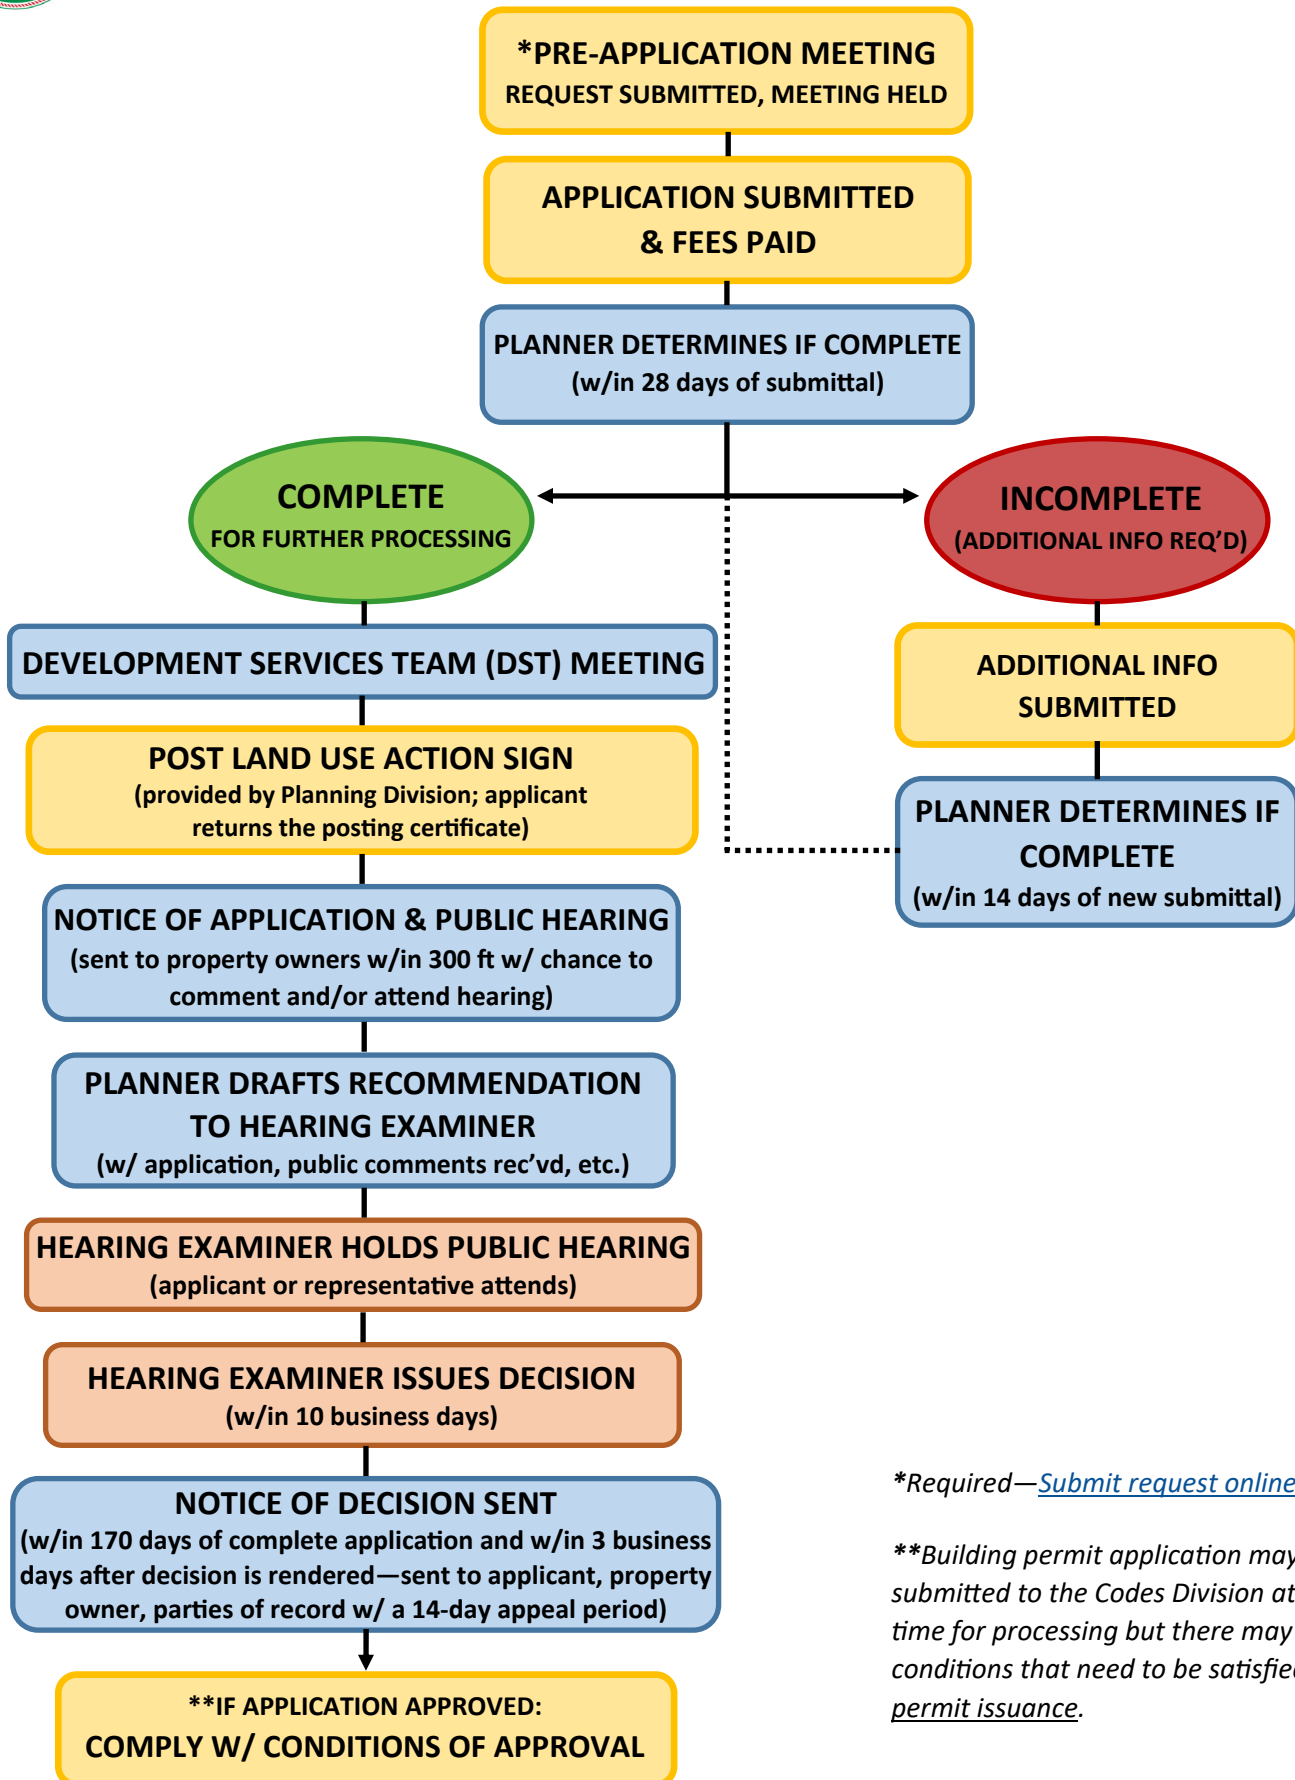 *PRE-APPLICATION MEETING
REQUEST SUBMITTED, MEETING HELD
APPLICATION SUBMITTED
& FEES PAID
PLANNER DETERMINES IF COMPLETE
(w/in 28 days of submittal)
COMPLETE
FOR FURTHER PROCESSING
INCOMPLETE
(ADDITIONAL INFO REQ’D)
DEVELOPMENT SERVICES TEAM (DST) MEETING
ADDITIONAL INFO
SUBMITTED
POST LAND USE ACTION SIGN
(provided by Planning Division; applicant
returns the posting certificate)
PLANNER DETERMINES IF
COMPLETE
(w/in 14 days of new submittal)
NOTICE OF APPLICATION & PUBLIC HEARING
(sent to property owners w/in 300 ft w/ chance to
comment and/or attend hearing)
PLANNER DRAFTS RECOMMENDATION
TO HEARING EXAMINER
(w/ application, public comments rec’vd, etc.)
HEARING EXAMINER HOLDS PUBLIC HEARING
(applicant or representative attends)
HEARING EXAMINER ISSUES DECISION
(w/in 10 business days)
NOTICE OF DECISION SENT
(w/in 170 days of complete application and w/in 3 business
days after decision is rendered—sent to applicant, property
owner, parties of record w/ a 14-day appeal period)
**IF APPLICATION APPROVED:
COMPLY W/ CONDITIONS OF APPROVAL
*Required—Submit request online
**Building permit application may
submitted to the Codes Division at
time for processing but there may
conditions that need to be satisfie
permit issuance.